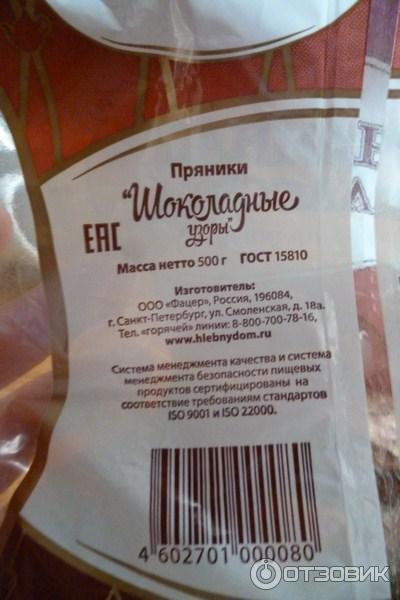 Пряники
"Шоколадные
узоры"
EAC
Масса нетто 500 г ГОСТ 15810
Изготовитель:
ООО «Фацер», Россия, 196084,
г. Санкт-Петербург, ул. Смоленская, д. 18а.
Тел. «горячей» линии: 8-800-700-78-16,
www.hlebnydom.ru
Система менеджмента качества и система
менеджмента безопасности пищевых
продуктов сертифицированы на
соответствие требованиям стандартов
ISO 9001 и ISO 22000.
4 602701 000080
ОТЗОВИК